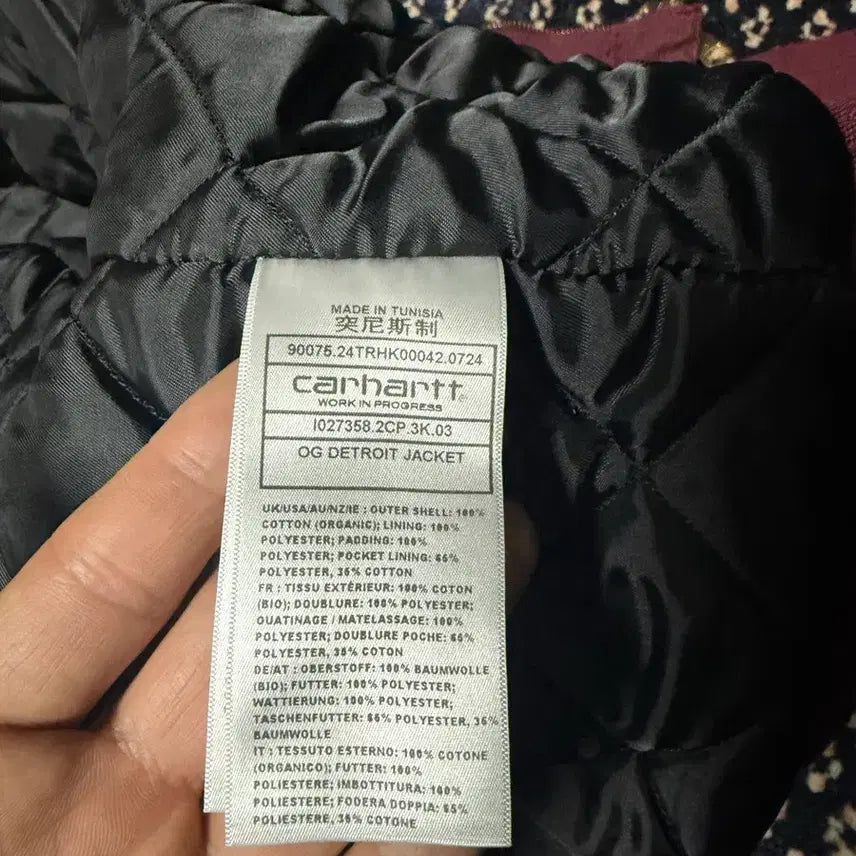 MADE IN TUNISIA
突尼斯制
90075.24TRHK00042.0724
carhartt
WORK IN PROGRESS
I027358.2CP.3K.03
OG DETROIT JACKET
UK/USA/AU/NZ/IE : OUTER SHELL: 100%
COTTON (ORGANIC); LINING: 100%
POLYESTER; PADDING: 100%
POLYESTER; POCKET LINING: 65%
POLYESTER, 35% COTTON
FR : TISSU EXTÉRIEUR: 100% COTON
(BIO); DOUBLURE: 100% POLYESTER;
OUATINAGE / MATELASSAGE: 100%
POLYESTER; DOUBLURE POCHE: 65%
POLYESTER, 35% COTON
DE/AT : OBERSTOFF: 100% BAUMWOLLE
(BIO); FUTTER: 100% POLYESTER;
WATTIERUNG: 100% POLYESTER;
TASCHENFUTTER: 65% POLYESTER, 35%
BAUMWOLLE
IT : TESSUTO ESTERNO: 100% COTONE
(ORGANICO); FUTTER: 100%
POLIESTERE; IMBOTTITURA: 100%
POLIESTERE; FODERA DOPPIA: 65%
POLIESTERE, 35% COTONE